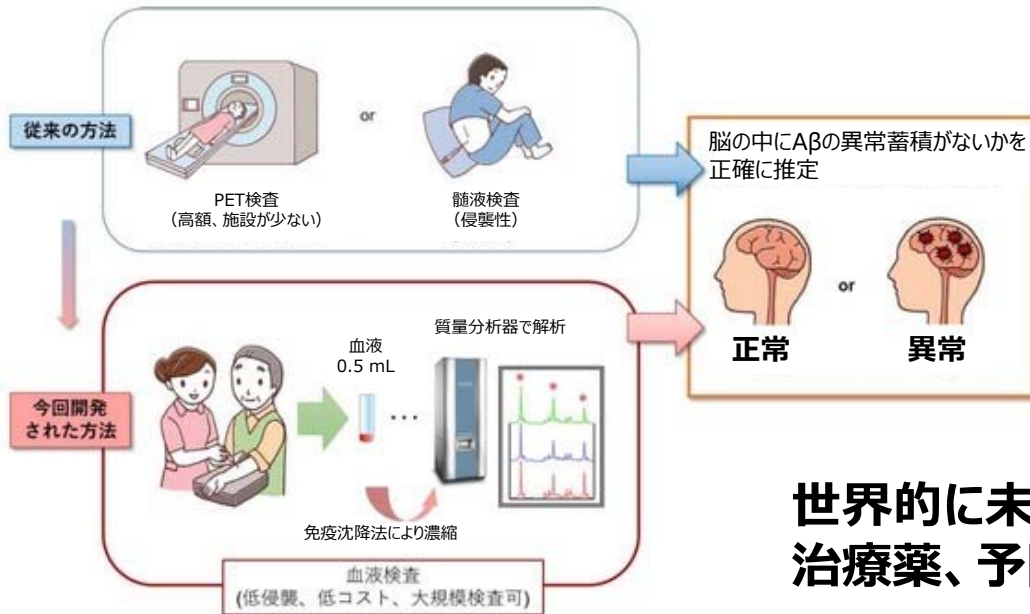 従来の方法
PET検査
（高額、施設が少ない）
or
髄液検査
（侵襲性）
脳の中にAβの異常蓄積がないかを
正確に推定
正常
or
異常
今回開発
された方法
血液
0.5 mL
…
質量分析器で解析
免疫沈降法により濃縮
血液検査
(低侵襲、低コスト、大規模検査可)
世界的に未
治療薬、予